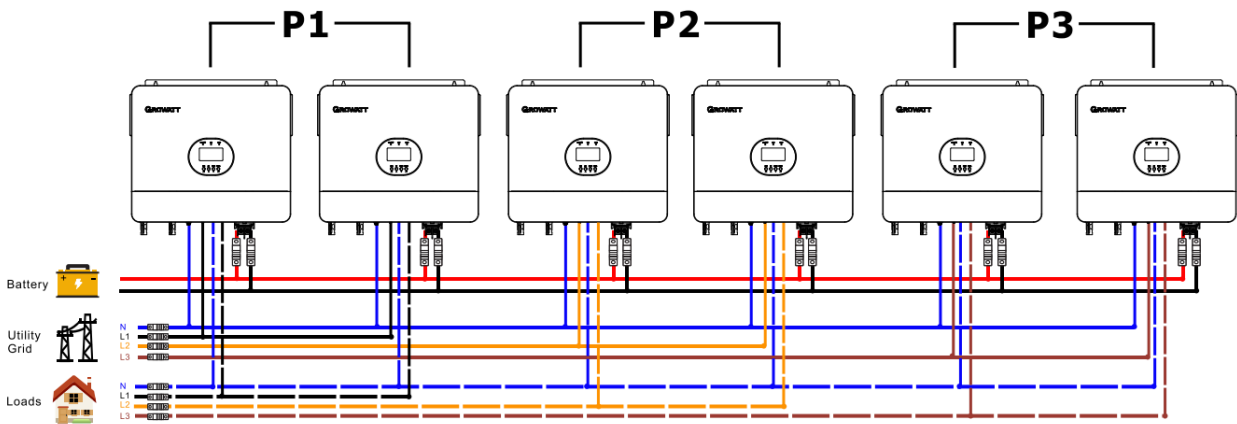 P1 P2 P3
GROWATT GROWATT GROWATT GROWATT GROWATT GROWATT
Battery
+ -
Utility
Grid
N
L1
L2
L3
Loads
N
L1
L2
L3